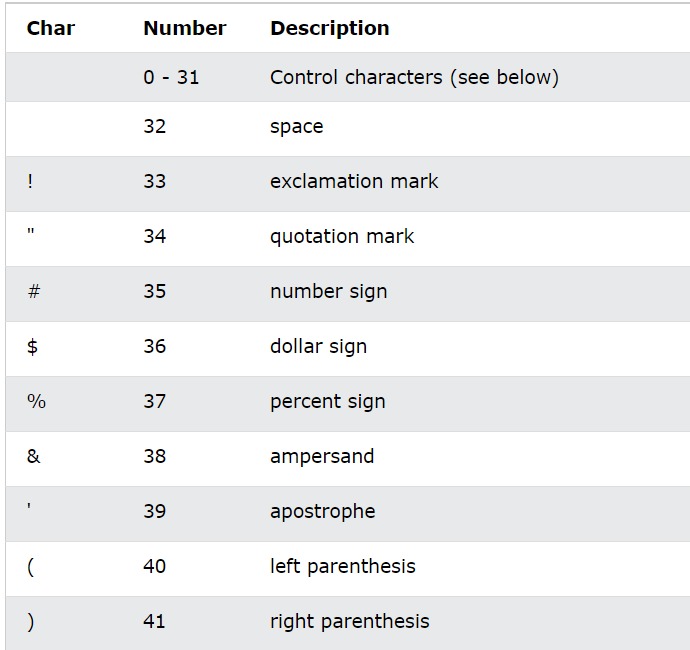 Char Number Description
0 - 31 Control characters (see below)
32 space
! 33 exclamation mark
" 34 quotation mark
# 35 number sign
$ 36 dollar sign
% 37 percent sign
& 38 ampersand
' 39 apostrophe
( 40 left parenthesis
) 41 right parenthesis